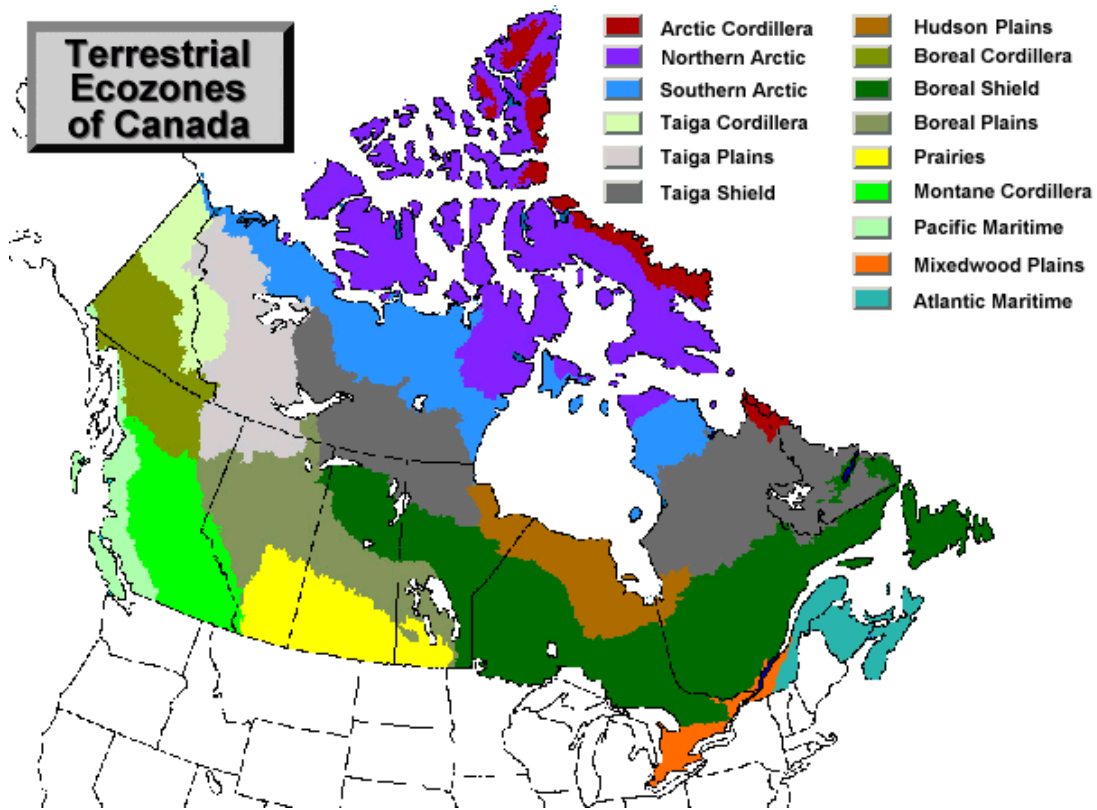 Terrestrial
Ecozones
of Canada
Arctic Cordillera
Northern Arctic
Southern Arctic
Taiga Cordillera
Taiga Plains
Taiga Shield
Hudson Plains
Boreal Cordillera
Boreal Shield
Boreal Plains
Prairies
Montane Cordillera
Pacific Maritime
Mixedwood Plains
Atlantic Maritime